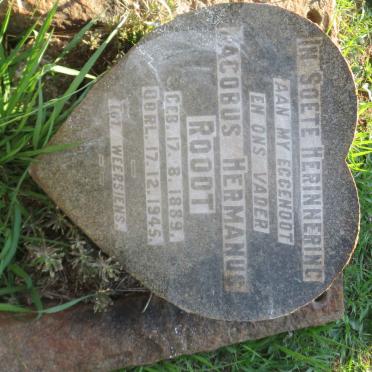 IN SOETE HERINNERING
AAN MY EGGENOOT
EN ONS VADER
JACOBUS HERMANUS
ROODT
GEB. 17. 8. 1889.
OORL. 17. 12. 1945.
TOT WEERSIENS.